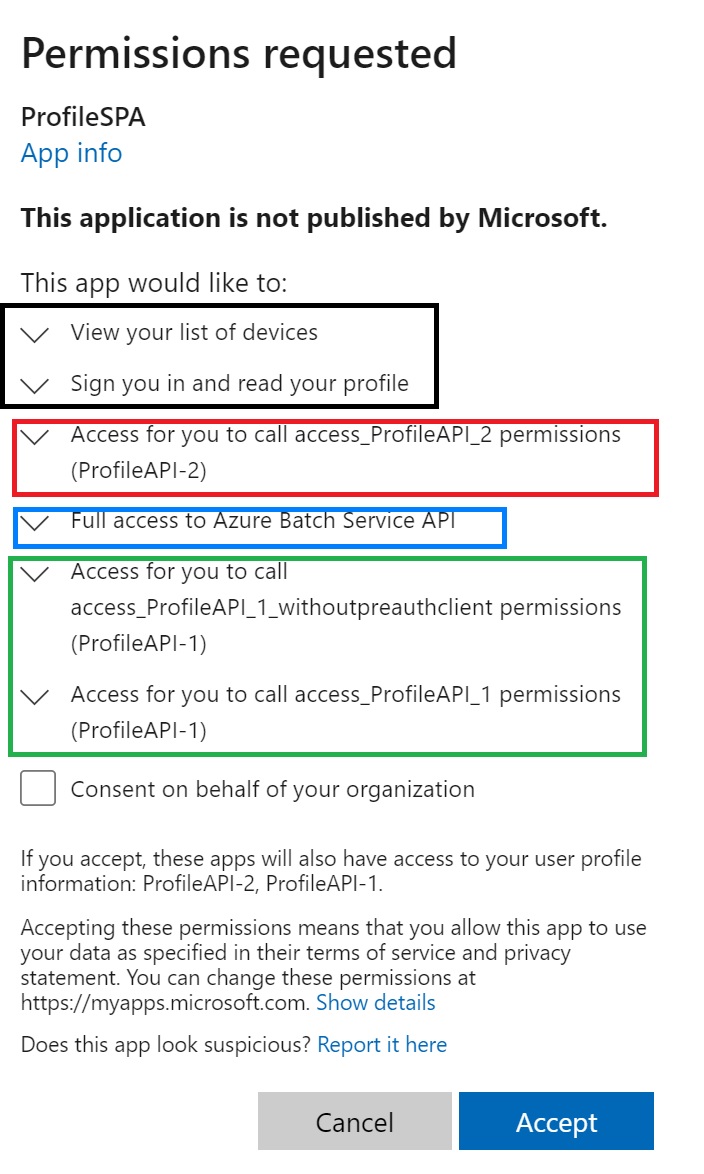 Permissions requested
ProfileSPA
App info
This application is not published by Microsoft.
This app would like to:
View your list of devices
Sign you in and read your profile
Access for you to call access_ProfileAPI_2 permissions
(ProfileAPI-2)
Full access to Azure Batch Service API
Access for you to call
access_ProfileAPI_1_withoutpreauthclient permissions
(ProfileAPI-1)
Access for you to call access_ProfileAPI_1 permissions
(ProfileAPI-1)
Consent on behalf of your organization
If you accept, these apps will also have access to your user profile
information: ProfileAPI-2, ProfileAPI-1.
Accepting these permissions means that you allow this app to use
your data as specified in their terms of service and privacy
statement. You can change these permissions at
https://myapps.microsoft.com. Show details
Does this app look suspicious? Report it here
Cancel Accept